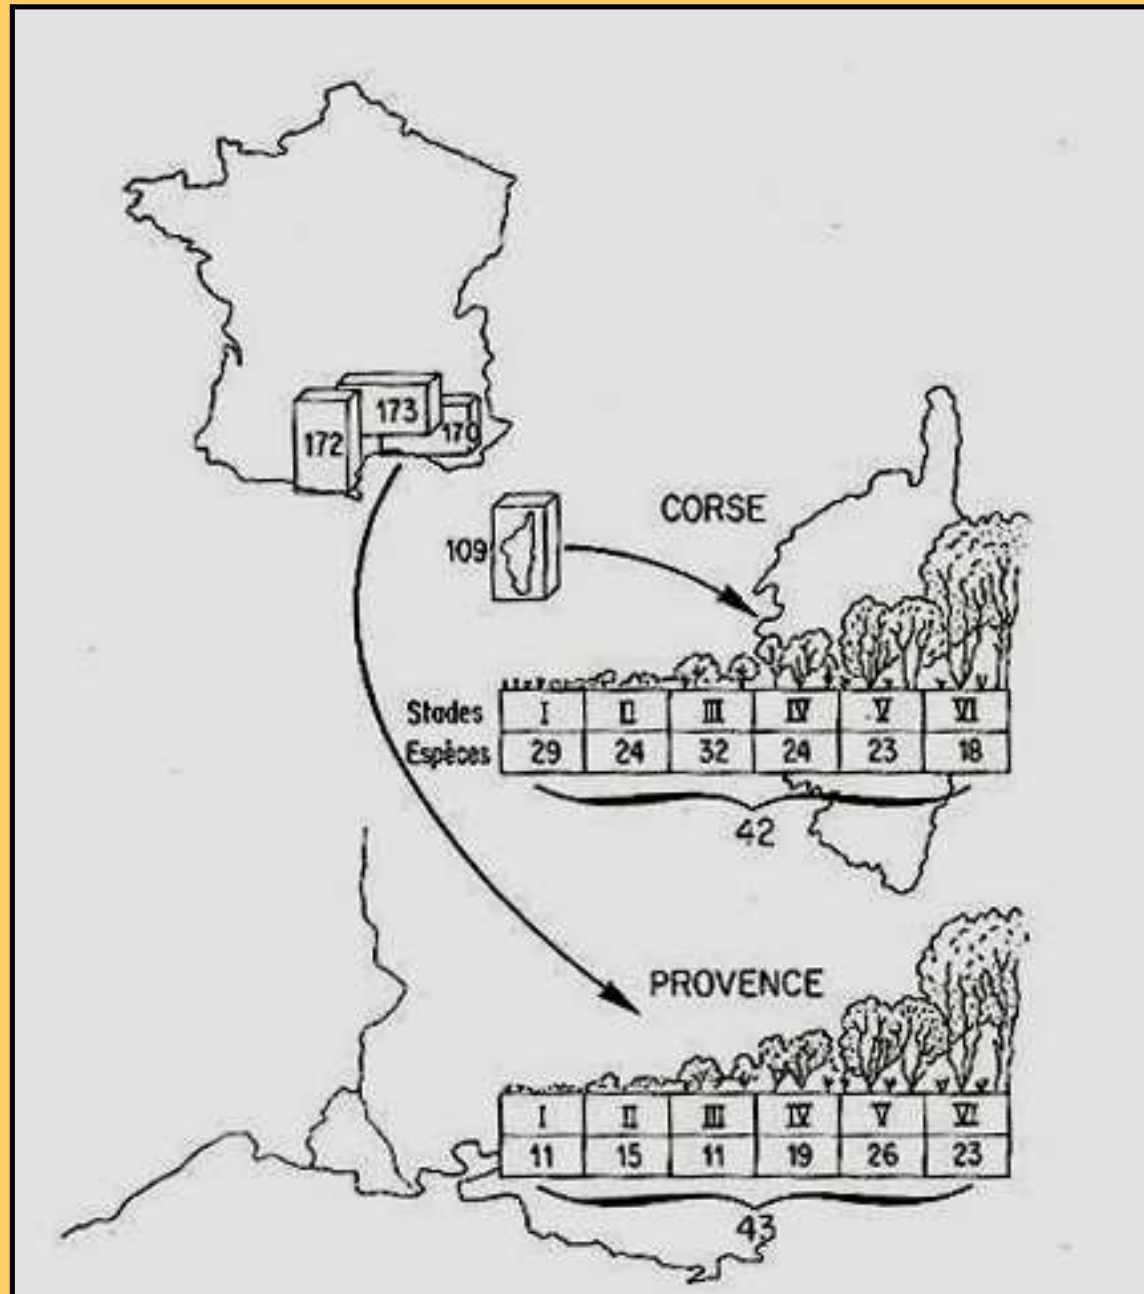 173
172
170
CORSE
109
Stades I II III IV V VI
Espèces 29 24 32 24 23 18
42
PROVENCE
I II III IV V VI
11 15 11 19 26 23
43